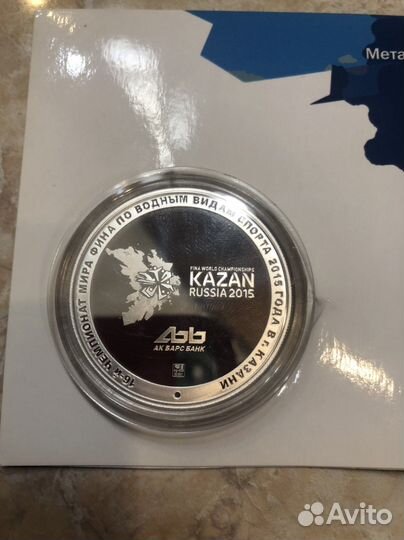 Мета
16-й ЧЕМПИОНАТ МИРА ФИНА ПО ВОДНЫМ ВИДАМ СПОРТА 2015 ГОДА В г. КАЗАНИ
FINA WORLD CHAMPIONSHIPS
KAZAN
RUSSIA 2015
АК БАРС БАНК
Avito